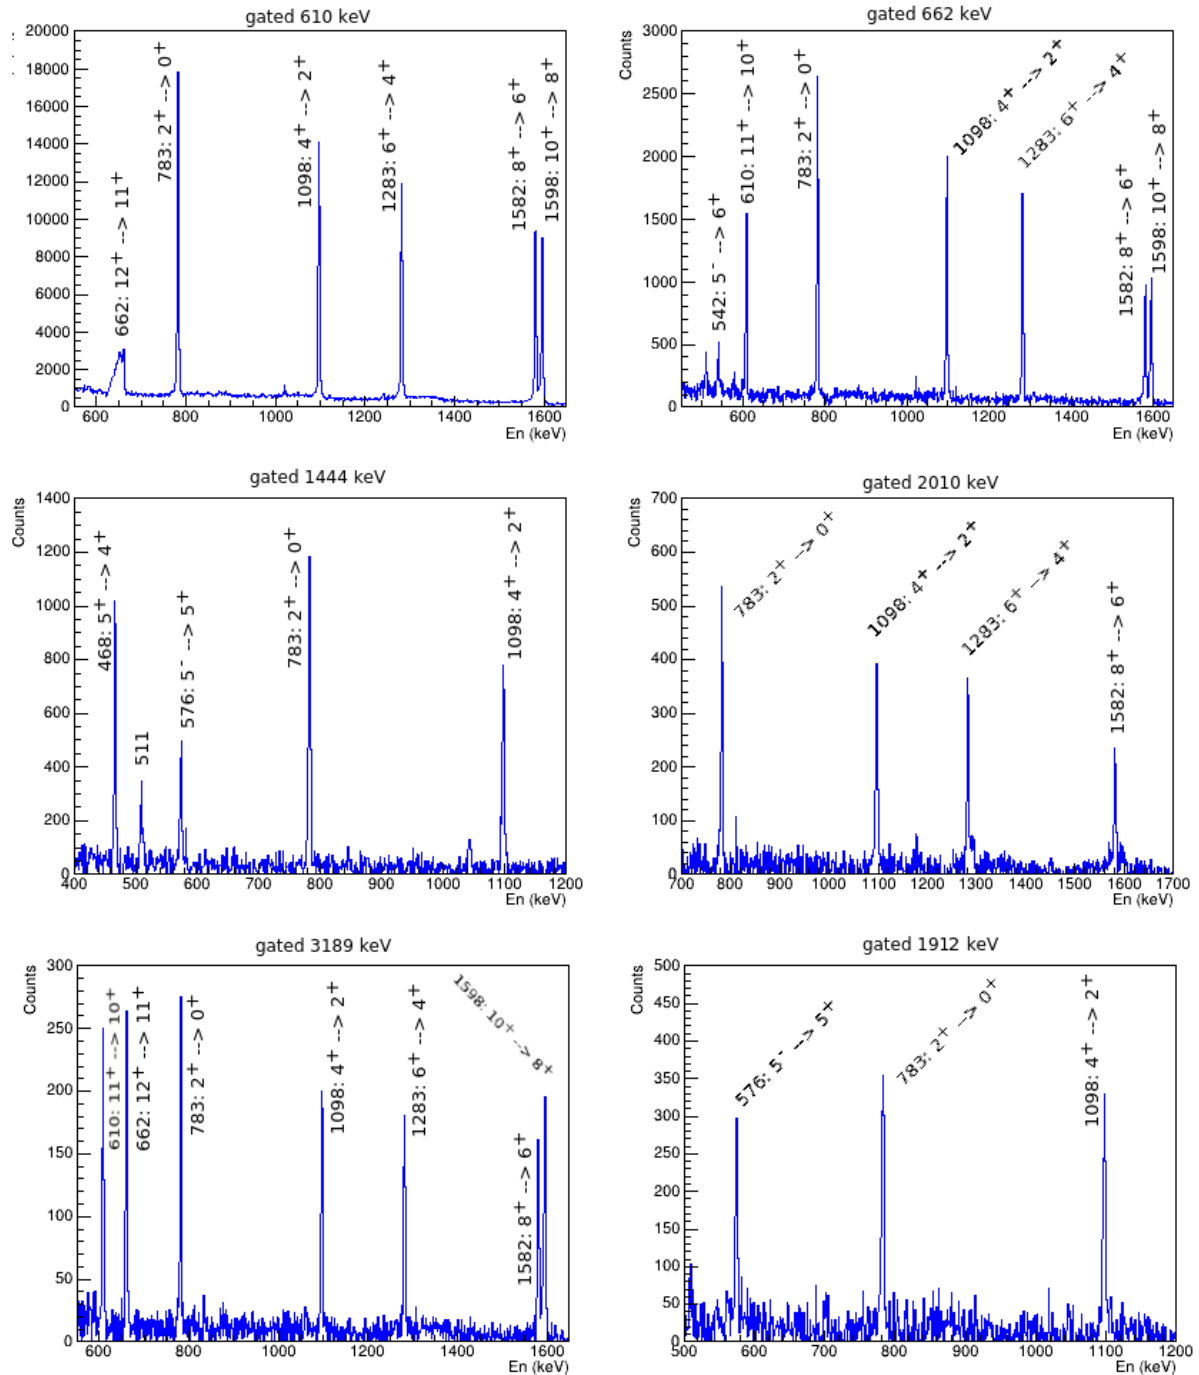 gated 610 keV
20000
18000
16000
14000
12000
10000
8000
6000
4000
2000
0
662: 12⁺ --> 11⁺
783: 2⁺ --> 0⁺
1098: 4⁺ --> 2⁺
1283: 6⁺ --> 4⁺
1582: 8⁺ --> 6⁺
1598: 10⁺ --> 8⁺
600 800 1000 1200 1400 1600
En (keV)
gated 662 keV
Counts
3000
2500
2000
1500
1000
500
0
542: 5⁻ --> 6⁺
610: 11⁺ --> 10⁺
783: 2⁺ --> 0⁺
1098: 4⁺ --> 2⁺
1283: 6⁺ --> 4⁺
1582: 8⁺ --> 6⁺
1598: 10⁺ --> 8⁺
600 800 1000 1200 1400 1600
En (keV)
gated 1444 keV
Counts
1400
1200
1000
800
600
400
200
0
468: 5⁺ --> 4⁺
511
576: 5⁻ --> 5⁺
783: 2⁺ --> 0⁺
1098: 4⁺ --> 2⁺
400 500 600 700 800 900 1000 1100 1200
En (keV)
gated 2010 keV
Counts
700
600
500
400
300
200
100
0
783: 2⁺ --> 0⁺
1098: 4⁺ --> 2⁺
1283: 6⁺ --> 4⁺
1582: 8⁺ --> 6⁺
700 800 900 1000 1100 1200 1300 1400 1500 1600 1700
En (keV)
gated 3189 keV
Counts
300
250
200
150
100
50
0
610: 11⁺ --> 10⁺
662: 12⁺ --> 11⁺
783: 2⁺ --> 0⁺
1098: 4⁺ --> 2⁺
1283: 6⁺ --> 4⁺
1582: 8⁺ --> 6⁺
1598: 10⁺ --> 8⁺
600 800 1000 1200 1400 1600
En (keV)
gated 1912 keV
Counts
500
450
400
350
300
250
200
150
100
50
0
576: 5⁻ --> 5⁺
783: 2⁺ --> 0⁺
1098: 4⁺ --> 2⁺
500 600 700 800 900 1000 1100 1200
En (keV)